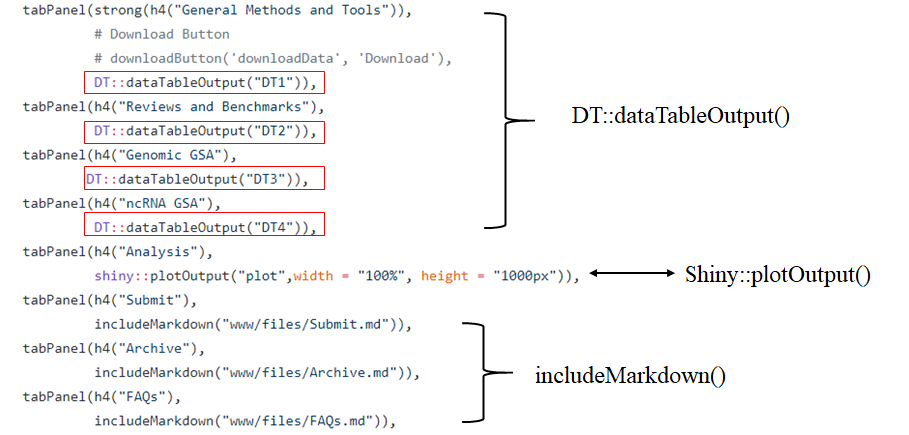 tabPanel(strong(h4("General Methods and Tools")),
# Download Button
# downloadButton('downloadData', 'Download'),
DT::dataTableOutput("DT1")),
tabPanel(h4("Reviews and Benchmarks"),
DT::dataTableOutput("DT2")),
tabPanel(h4("Genomic GSA"),
DT::dataTableOutput("DT3")),
tabPanel(h4("ncRNA GSA"),
DT::dataTableOutput("DT4")),
tabPanel(h4("Analysis"),
shiny::plotOutput("plot",width = "100%", height = "1000px")),
tabPanel(h4("Submit"),
includeMarkdown("www/files/Submit.md")),
tabPanel(h4("Archive"),
includeMarkdown("www/files/Archive.md")),
tabPanel(h4("FAQs"),
includeMarkdown("www/files/FAQs.md")),
DT::dataTableOutput()
Shiny::plotOutput()
includeMarkdown()